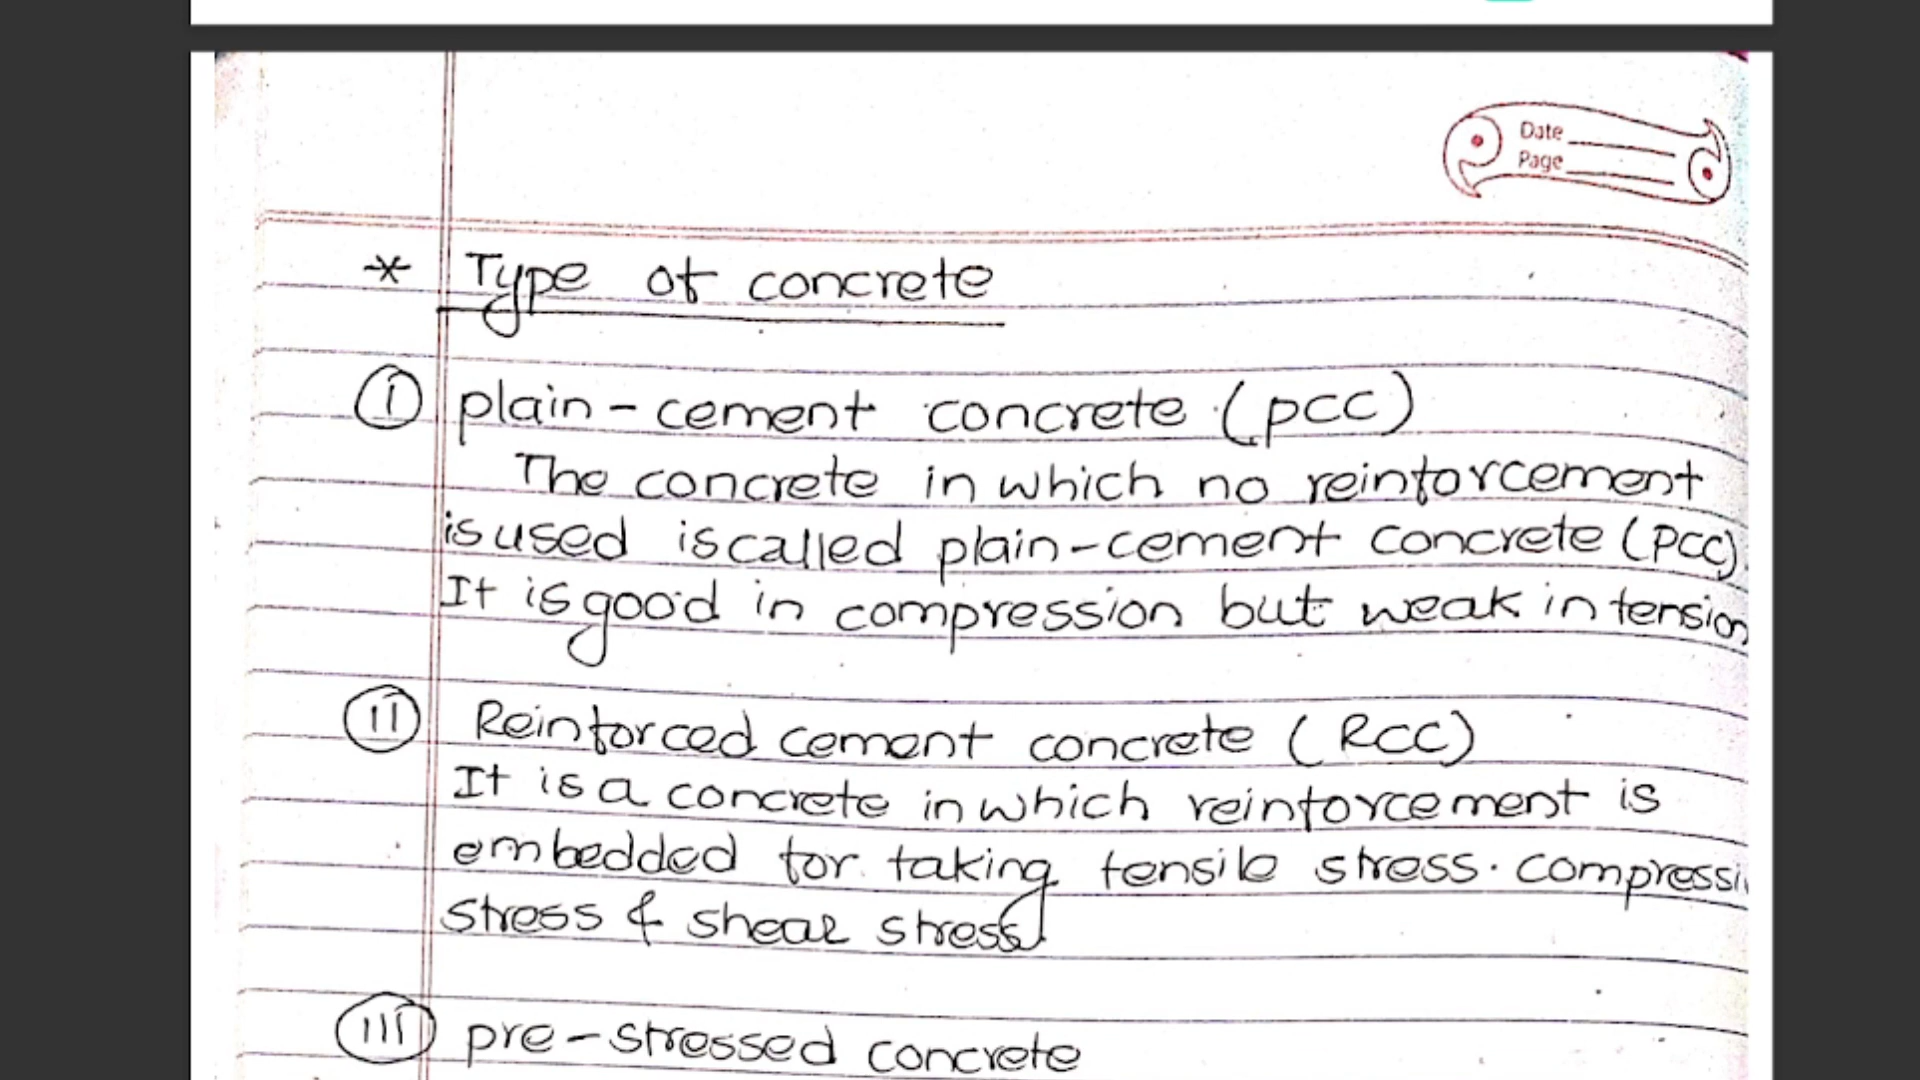 Date
Page
* Type of concrete
(i) plain-cement concrete (PCC)
The concrete in which no reinforcement
is used is called plain-cement concrete (PCC)
It is good in compression but weak in tension
(ii) Reinforced cement concrete (RCC)
It is a concrete in which reinforcement is
embedded for taking tensile stress. compressi
stress & shear stress
(iii) pre-stressed concrete